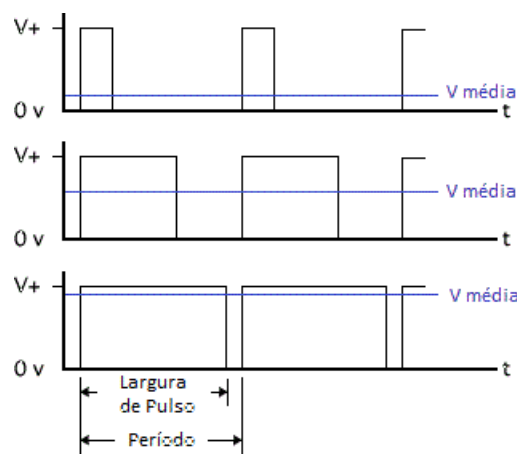 V+
V média
0 v
t
V+
V média
0 v
t
V+
V média
0 v
t
Largura
de Pulso
Período